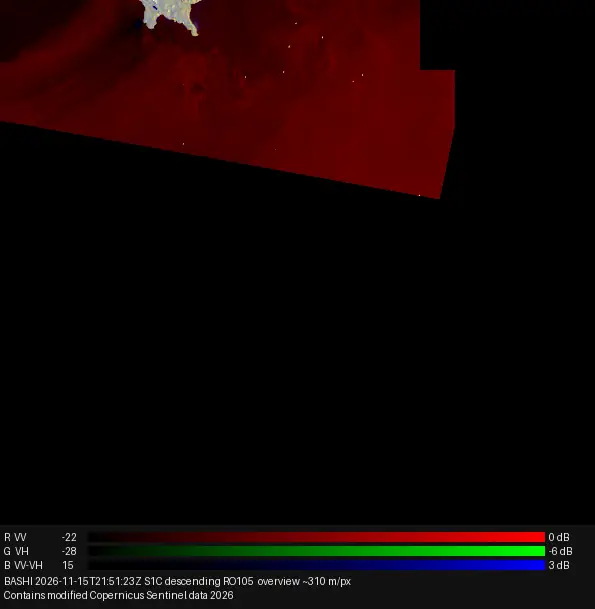 R VV -22 0 dB
G VH -28 -6 dB
B VV-VH 15 3 dB
BASHI 2026-11-15T21:51:23Z S1C descending RO105 overview ~310 m/px
Contains modified Copernicus Sentinel data 2026